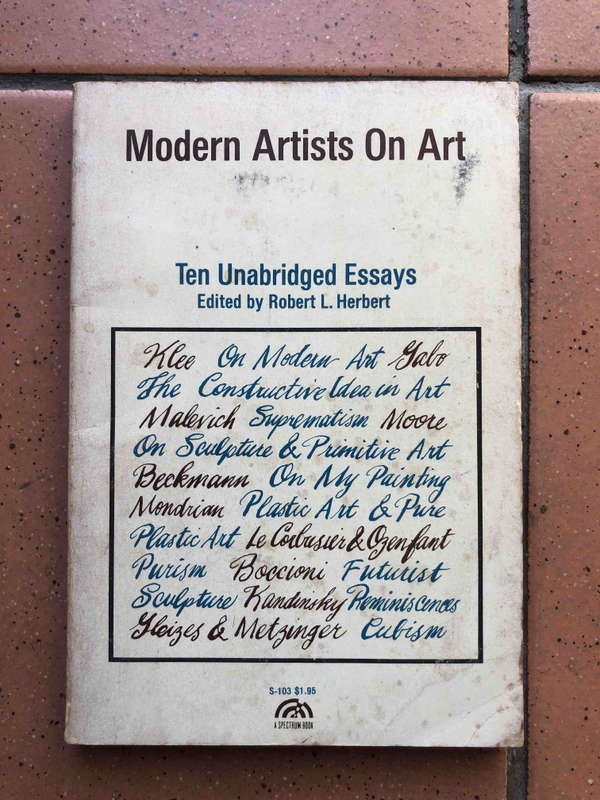 Modern Artists On Art
Ten Unabridged Essays
Edited by Robert L. Herbert
Klee On Modern Art Gabo
The Constructive Idea in Art
Malevich Suprematism Moore
On Sculpture & Primitive Art
Beckmann On My Painting
Mondrian Plastic Art & Pure
Plastic Art Le Corbusier & Ozenfant
Purism Boccioni Futurist
Sculpture Kandinsky Reminiscences
Gleizes & Metzinger Cubism
S-103 $1.95
A SPECTRUM BOOK